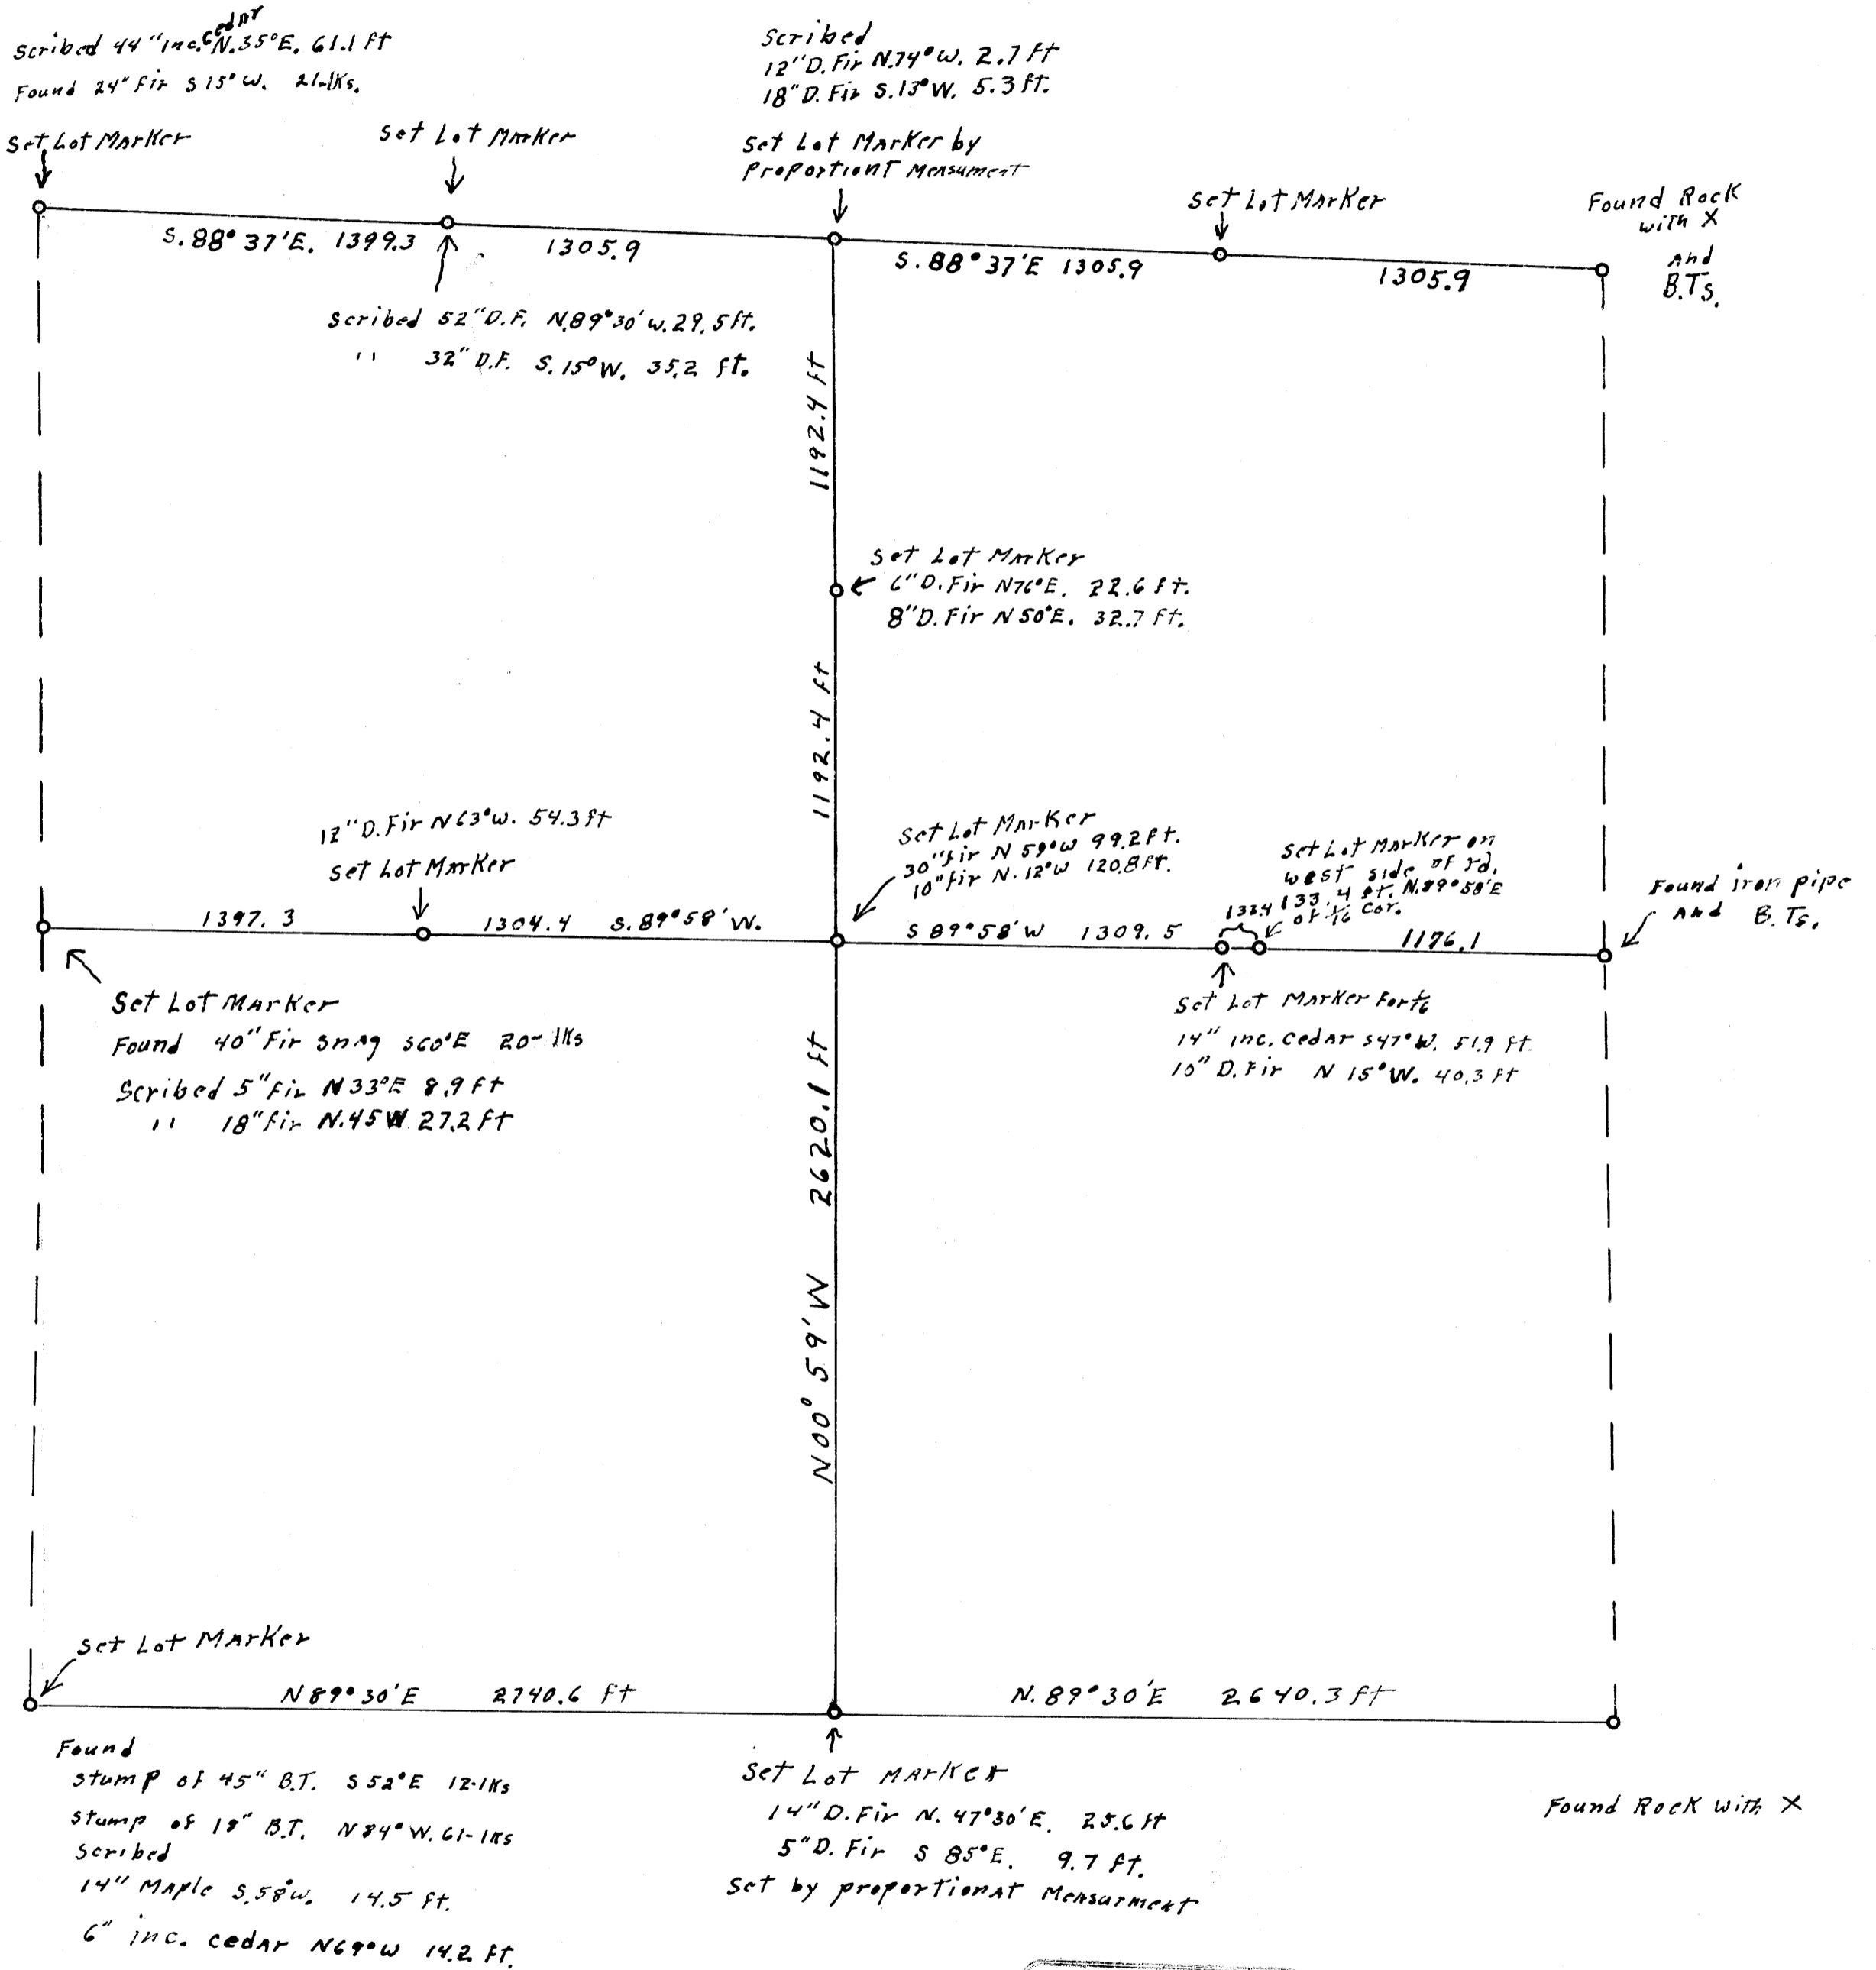 Scribed 44" inc. cedar N.35°E. 61.1 ft
Found 24" fir S 15° W. 21-lks.
Set Lot Marker
Set Lot Marker
Scribed
12" D. Fir N.74° W. 2.7 ft
18" D. Fir S.13° W. 5.3 ft.
Set Lot Marker by
Proportiont Mensument
Set Lot Marker
Found Rock
with X
And
B.Ts.
S.88° 37'E. 1399.3
1305.9
S.88° 37'E 1305.9
1305.9
Scribed 52" D.F. N.89°30' W. 29.5 ft.
" 32" D.F. S.15° W. 35.2 ft.
1192.4 ft
Set Lot Marker
6" D. Fir N76°E. 22.6 ft.
8" D. Fir N 50°E. 32.7 ft.
1192.4 ft
12" D. Fir N 63° W. 54.3 ft
Set Lot Marker
Set Lot Marker
30" fir N 59° W 99.2 ft.
10" fir N. 12° W 120.8 ft.
Set Lot Marker on
west side of rd.
133.4 ft. N.89°58'E
of 1/16 Cor.
Found iron pipe
And B.Ts.
1397.3
1304.4 S.89°58' W.
S 89°58' W 1309.5
133.4
1176.1
Set Lot Marker
Found 40" Fir snag S60°E 20-lks
Scribed 5" fir N 33°E 8.9 ft
" 18" fir N.45 W 27.2 ft
Set Lot Marker For 1/16
14" inc. cedar S47° W. 51.9 ft.
10" D. Fir N 15° W. 40.3 ft
N00° 59' W 2620.1 ft
Set Lot Marker
N 89°30'E 2740.6 ft
N. 89°30'E 2640.3 ft
Found
stump of 45" B.T. S 52°E 12-lks
stump of 18" B.T. N 84° W. 61-lks
Scribed
14" Maple S.58° W. 14.5 ft.
6" inc. cedar N69° W 14.2 ft.
Set Lot Marker
14" D. Fir N. 47°30'E. 25.6 ft
5" D. Fir S 85°E. 9.7 ft.
Set by proportionat Mensurment
Found Rock with X